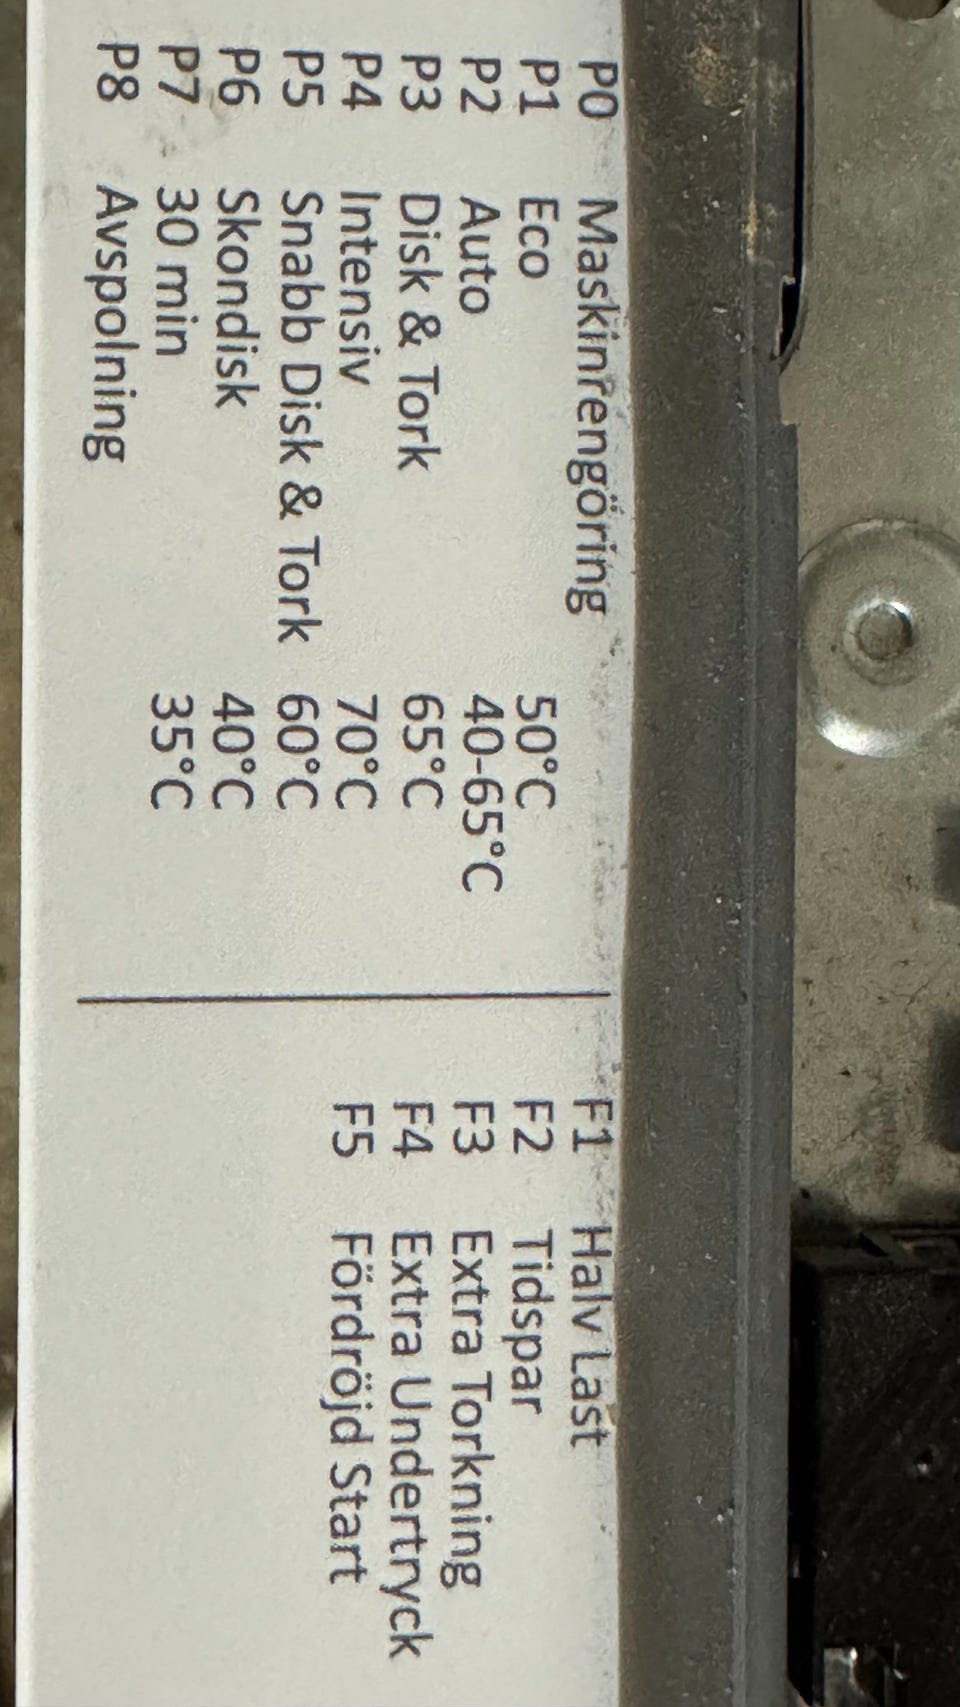 P0 Maskinrengöring
P1 Eco 50°C
P2 Auto 40-65°C
P3 Disk & Tork 65°C
P4 Intensiv 70°C
P5 Snabb Disk & Tork 60°C
P6 Skondisk 40°C
P7 30 min 35°C
P8 Avspolning
F1 Halv Last
F2 Tidspar
F3 Extra Torkning
F4 Extra Undertryck
F5 Fördröjd Start